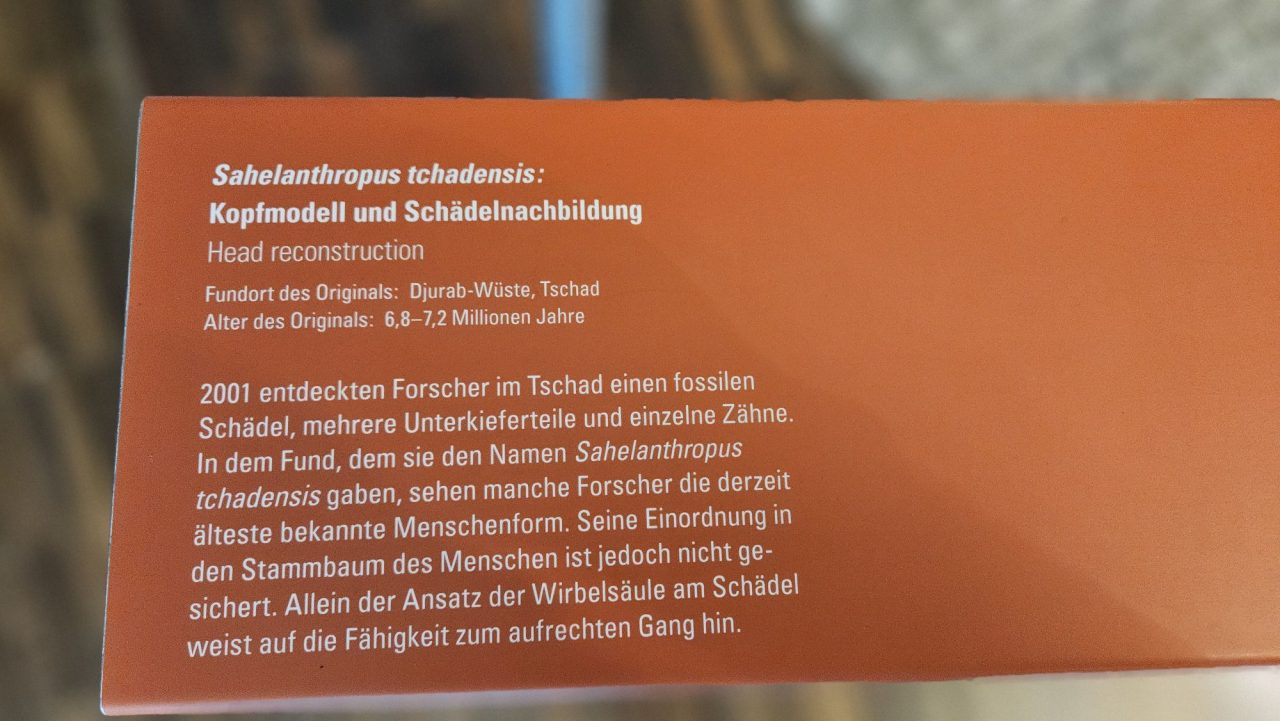 Sahelanthropus tchadensis:
Kopfmodell und Schädelnachbildung
Head reconstruction
Fundort des Originals: Djurab-Wüste, Tschad
Alter des Originals: 6,8–7,2 Millionen Jahre
2001 entdeckten Forscher im Tschad einen fossilen
Schädel, mehrere Unterkieferteile und einzelne Zähne.
In dem Fund, dem sie den Namen Sahelanthropus
tchadensis gaben, sehen manche Forscher die derzeit
älteste bekannte Menschenform. Seine Einordnung in
den Stammbaum des Menschen ist jedoch nicht ge-
sichert. Allein der Ansatz der Wirbelsäule am Schädel
weist auf die Fähigkeit zum aufrechten Gang hin.